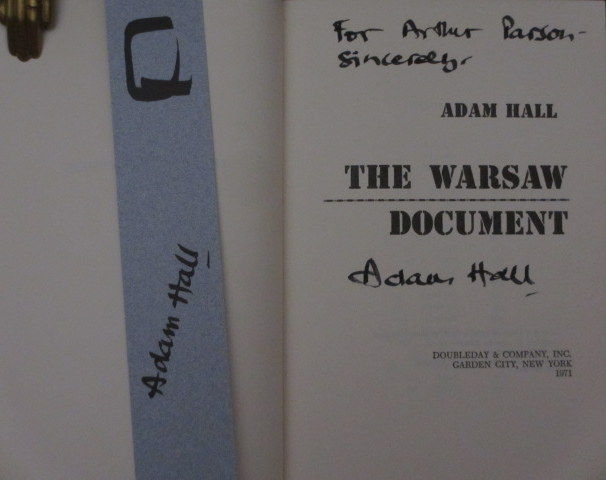 Adam Hall
For Arthur Parson-
Sincerely.
ADAM HALL
THE WARSAW
DOCUMENT
Adam Hall
DOUBLEDAY & COMPANY, INC.
GARDEN CITY, NEW YORK
1971